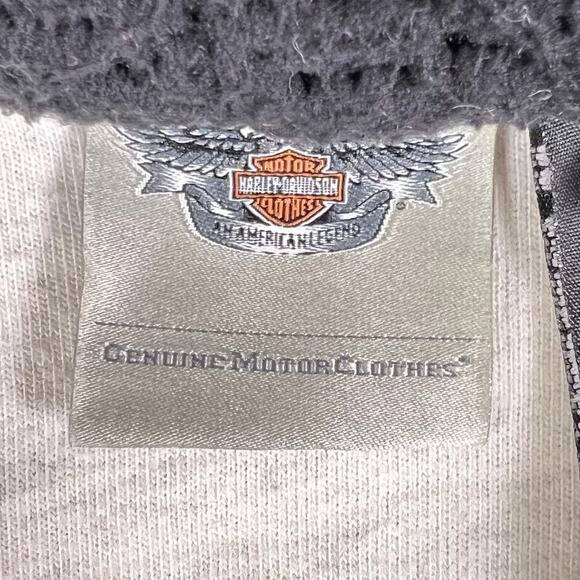 MOTOR
HARLEY-DAVIDSON
CLOTHES
AN AMERICAN LEGEND
®
GENUINE MOTORCLOTHES®